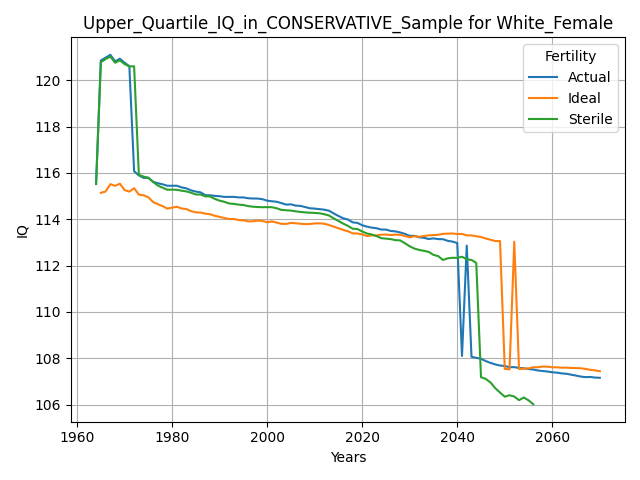 Upper_Quartile_IQ_in_CONSERVATIVE_Sample for White_Female
Fertility
Actual
Ideal
Sterile
IQ
120
118
116
114
112
110
108
106
1960
1980
2000
2020
2040
2060
Years